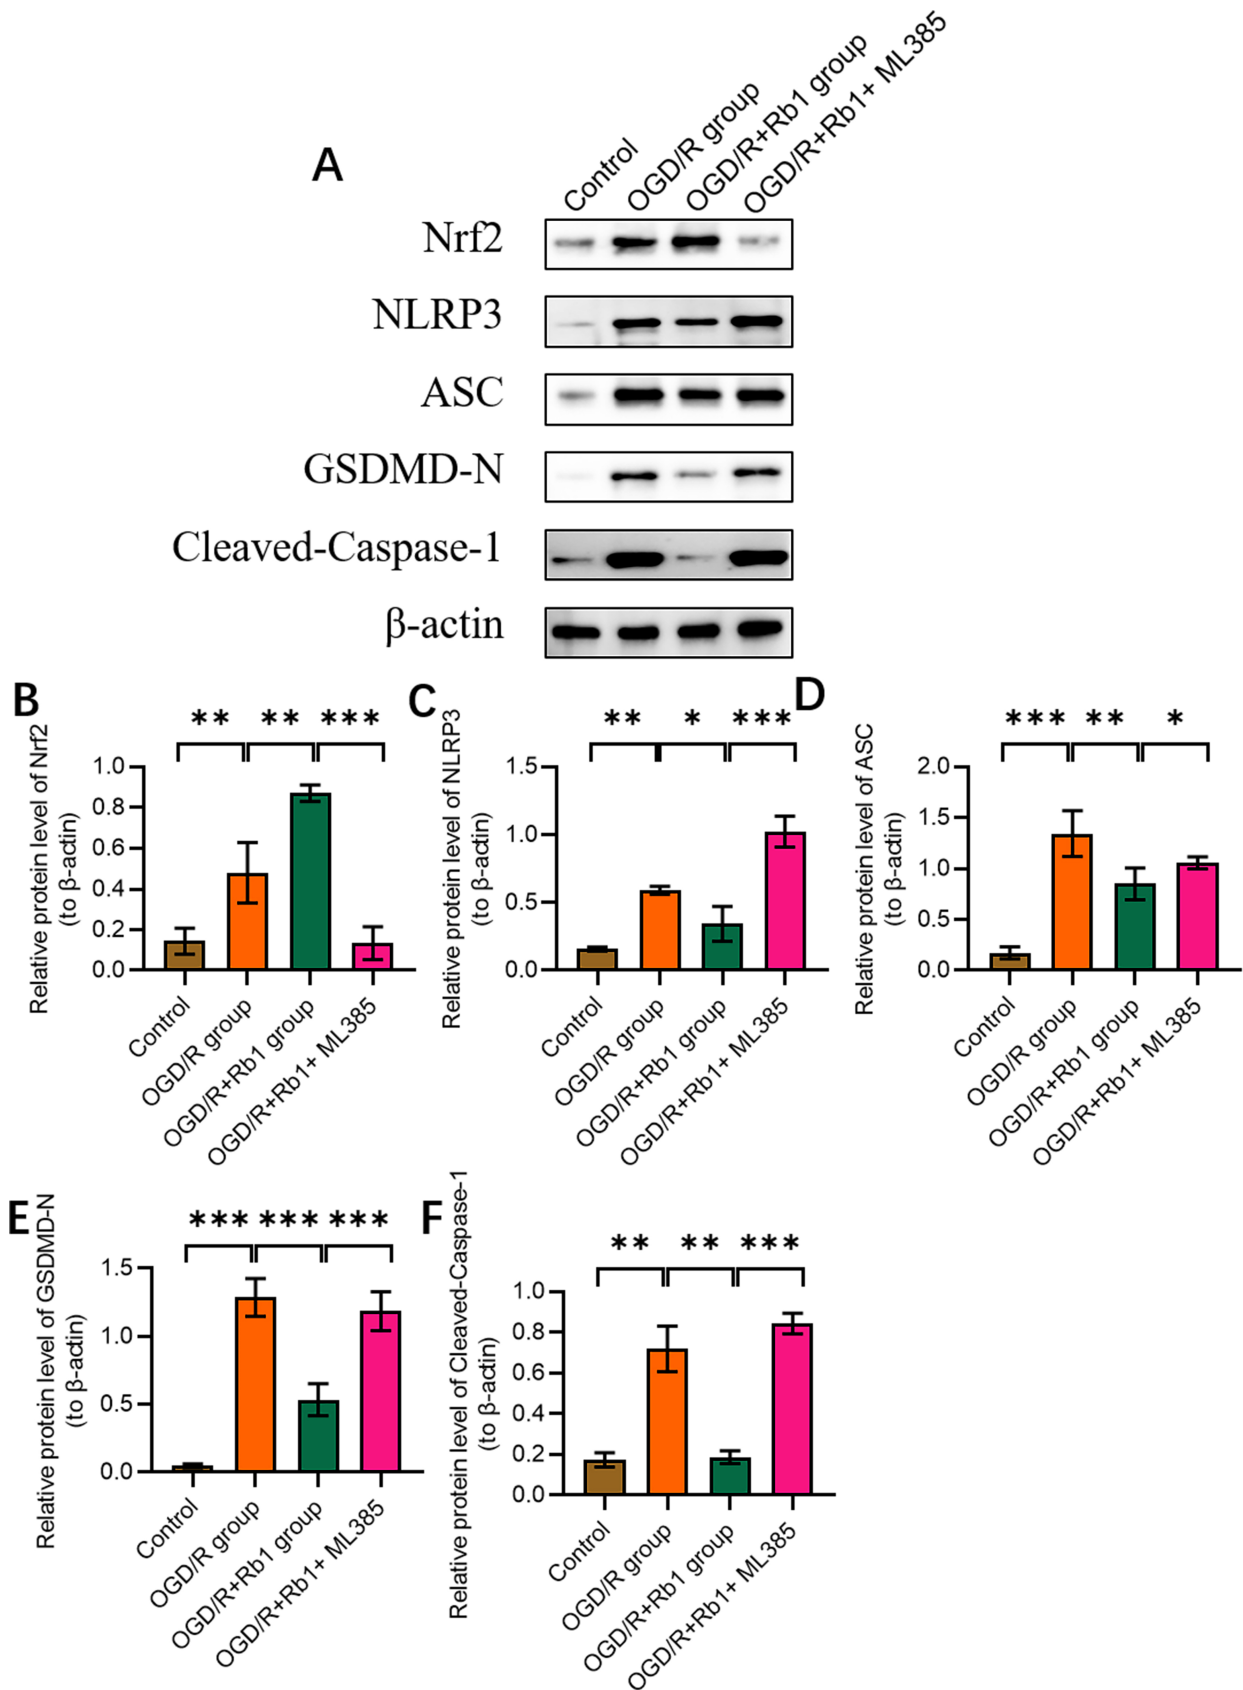 A
Control
OGD/R group
OGD/R+Rb1 group
OGD/R+Rb1+ ML385
Nrf2
NLRP3
ASC
GSDMD-N
Cleaved-Caspase-1
β-actin
B
** ** ***
Relative protein level of Nrf2
(to β-actin)
1.0
0.8
0.6
0.4
0.2
0.0
Control
OGD/R group
OGD/R+Rb1 group
OGD/R+Rb1+ ML385
C
** * ***
Relative protein level of NLRP3
(to β-actin)
1.5
1.0
0.5
0.0
Control
OGD/R group
OGD/R+Rb1 group
OGD/R+Rb1+ ML385
D
*** ** *
Relative protein level of ASC
(to β-actin)
2.0
1.5
1.0
0.5
0.0
Control
OGD/R group
OGD/R+Rb1 group
OGD/R+Rb1+ ML385
E
*** *** ***
Relative protein level of GSDMD-N
(to β-actin)
1.5
1.0
0.5
0.0
Control
OGD/R group
OGD/R+Rb1 group
OGD/R+Rb1+ ML385
F
** ** ***
Relative protein level of Cleaved-Caspase-1
(to β-actin)
1.0
0.8
0.6
0.4
0.2
0.0
Control
OGD/R group
OGD/R+Rb1 group
OGD/R+Rb1+ ML385